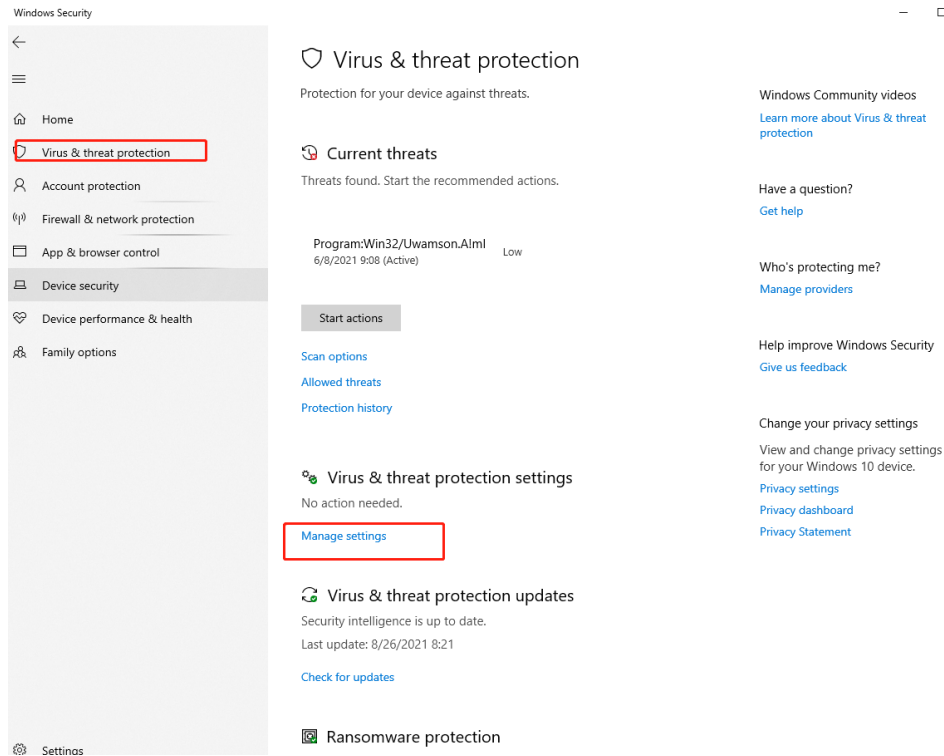 Windows Security
Home
Virus & threat protection
Account protection
Firewall & network protection
App & browser control
Device security
Device performance & health
Family options
Settings
Virus & threat protection
Protection for your device against threats.
Current threats
Threats found. Start the recommended actions.
Program:Win32/Uwamson.A!ml
Low
6/8/2021 9:08 (Active)
Start actions
Scan options
Allowed threats
Protection history
Virus & threat protection settings
No action needed.
Manage settings
Virus & threat protection updates
Security intelligence is up to date.
Last update: 8/26/2021 8:21
Check for updates
Ransomware protection
Windows Community videos
Learn more about Virus & threat
protection
Have a question?
Get help
Who's protecting me?
Manage providers
Help improve Windows Security
Give us feedback
Change your privacy settings
View and change privacy settings
for your Windows 10 device.
Privacy settings
Privacy dashboard
Privacy Statement